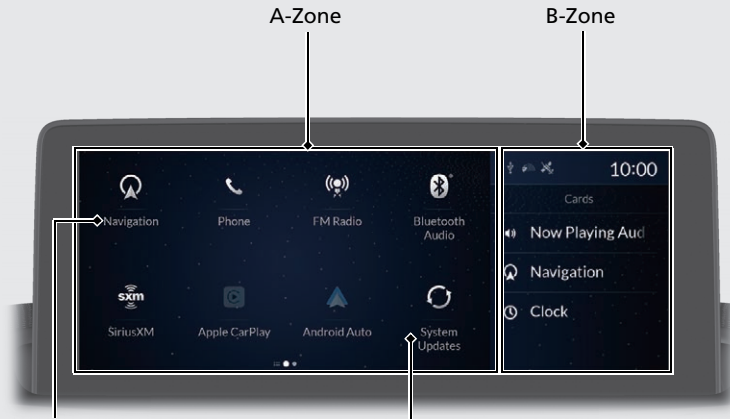 A-Zone
B-Zone
10:00
Cards
Navigation
Phone
FM Radio
Bluetooth
Audio
Now Playing Aud
Navigation
Clock
sxm
SiriusXM
Apple CarPlay
Android Auto
System
Updates